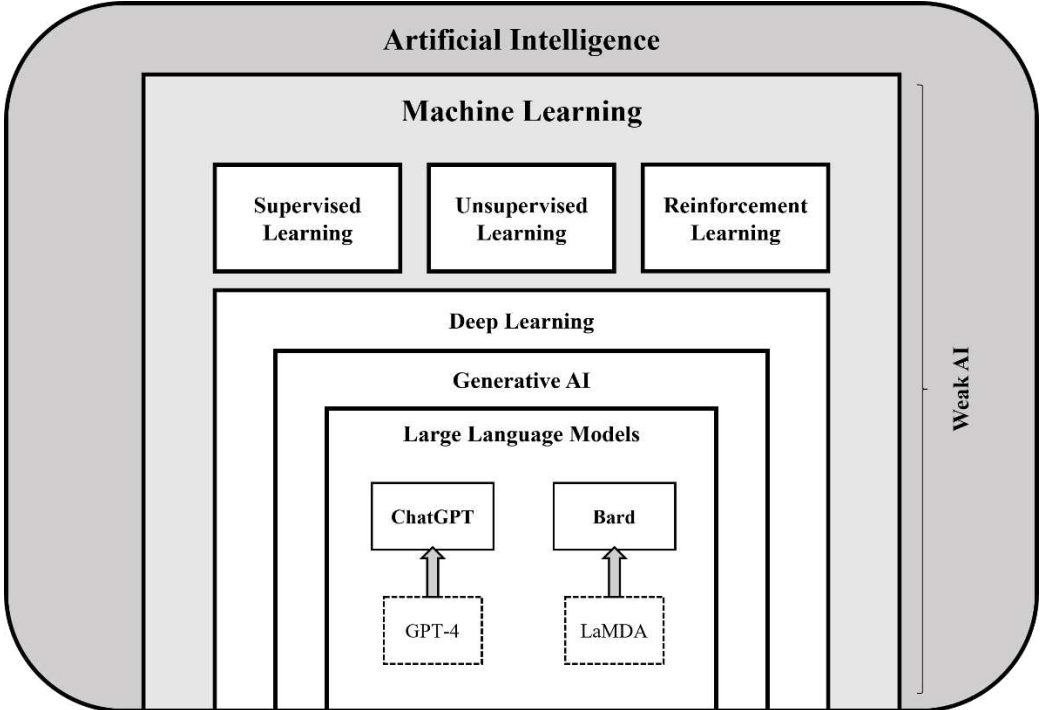 Artificial Intelligence
Machine Learning
Supervised
Learning
Unsupervised
Learning
Reinforcement
Learning
Deep Learning
Generative AI
Large Language Models
ChatGPT
Bard
GPT-4
LaMDA
Weak AI